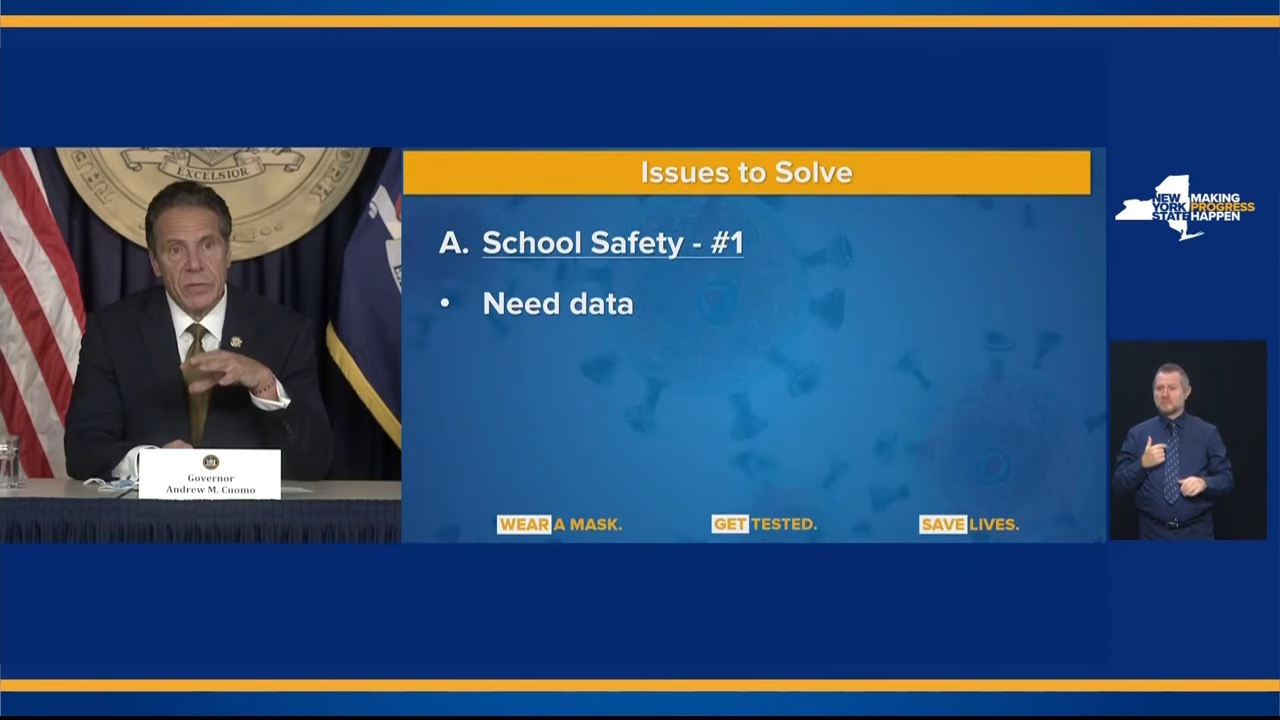 EXCELSIOR
Governor
Andrew M. Cuomo
Issues to Solve
A. School Safety - #1
• Need data
WEAR A MASK.
GET TESTED.
SAVE LIVES.
NEW
YORK
STATE
MAKING
PROGRESS
HAPPEN